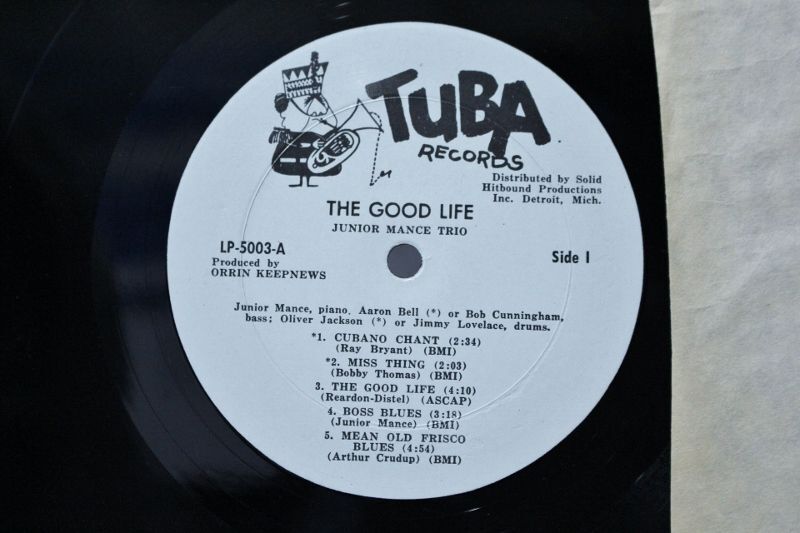 TUBA
RECORDS
Distributed by Solid
Hitbound Productions
Inc. Detroit, Mich.
THE GOOD LIFE
JUNIOR MANCE TRIO
LP-5003-A
Side I
Produced by
ORRIN KEEPNEWS
Junior Mance, piano, Aaron Bell (*) or Bob Cunningham,
bass; Oliver Jackson (*) or Jimmy Lovelace, drums.
*1. CUBANO CHANT (2:34)
(Ray Bryant) (BMI)
*2. MISS THING (2:03)
(Bobby Thomas) (BMI)
3. THE GOOD LIFE (4:10)
(Reardon-Distel) (ASCAP)
4. BOSS BLUES (3:18)
(Junior Mance) (BMI)
5. MEAN OLD FRISCO
BLUES (4:54)
(Arthur Crudup) (BMI)